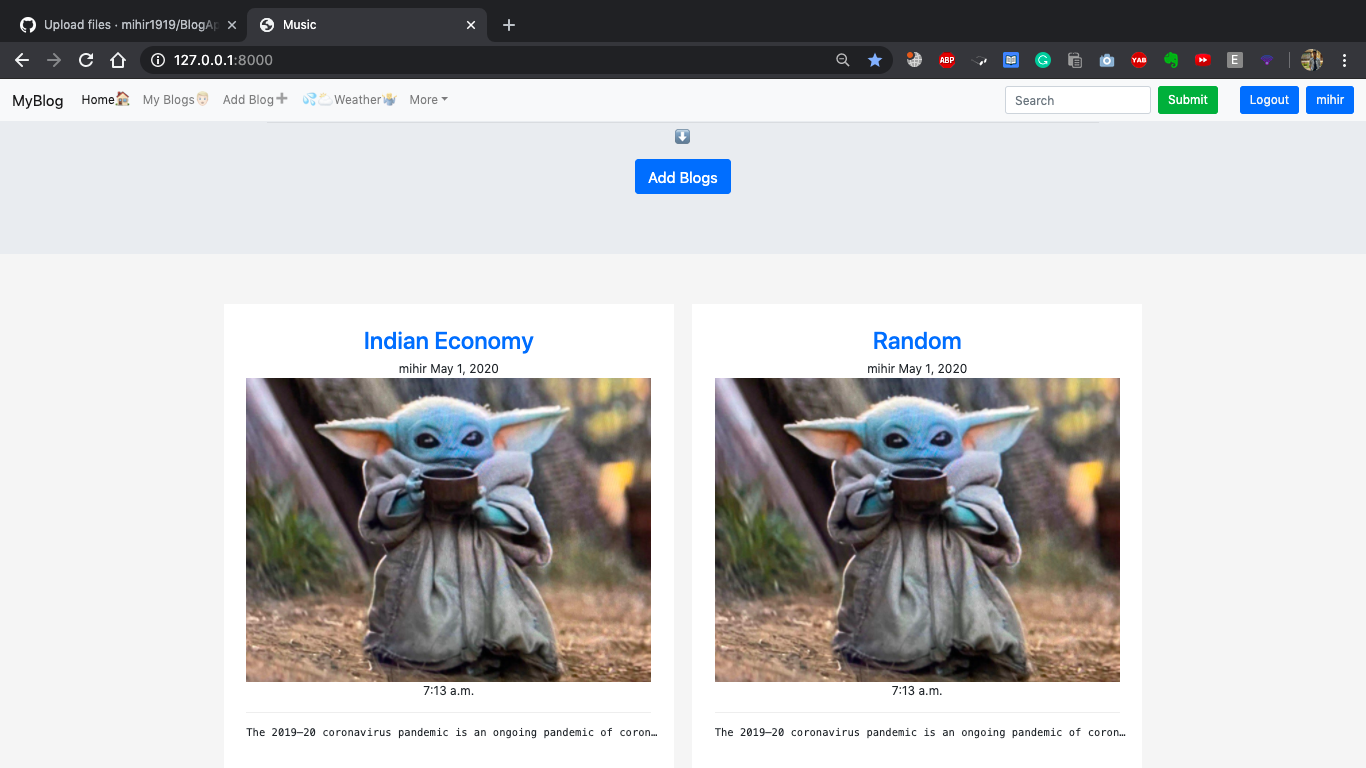 Upload files · mihir1919/BlogAp
Music
127.0.0.1:8000
ABP
YAB
E
MyBlog Home My Blogs Add Blog Weather More Search Submit Logout mihir
Add Blogs
Indian Economy
mihir May 1, 2020
7:13 a.m.
The 2019–20 coronavirus pandemic is an ongoing pandemic of coron…
Random
mihir May 1, 2020
7:13 a.m.
The 2019–20 coronavirus pandemic is an ongoing pandemic of coron…